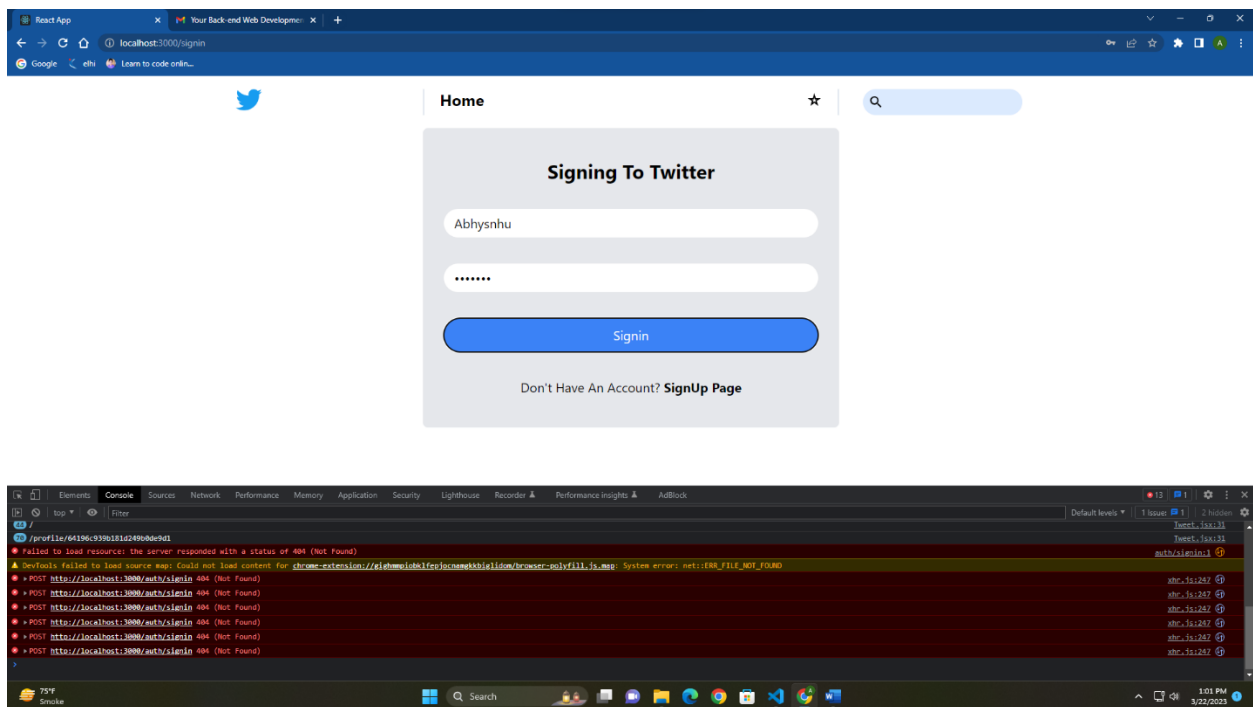 React App
Your Back-end Web Developmen
localhost:3000/signin
A
Google elhi Learn to code onlin...
Home
Signing To Twitter
Abhysnhu
•••••••
Signin
Don't Have An Account? SignUp Page
Elements Console Sources Network Performance Memory Application Security Lighthouse Recorder Performance insights AdBlock 13 1
top Filter Default levels 1 Issue: 1 2 hidden
44 / Tweet.jsx:31
70 /profile/64196c939b181d249b0de9d1 Tweet.jsx:31
Failed to load resource: the server responded with a status of 404 (Not Found) auth/signin:1
DevTools failed to load source map: Could not load content for chrome-extension://gighmmpiobklfepjocnamgkkbiglidom/browser-polyfill.js.map: System error: net::ERR_FILE_NOT_FOUND
POST http://localhost:3000/auth/signin 404 (Not Found) xhr.js:247
POST http://localhost:3000/auth/signin 404 (Not Found) xhr.js:247
POST http://localhost:3000/auth/signin 404 (Not Found) xhr.js:247
POST http://localhost:3000/auth/signin 404 (Not Found) xhr.js:247
POST http://localhost:3000/auth/signin 404 (Not Found) xhr.js:247
POST http://localhost:3000/auth/signin 404 (Not Found) xhr.js:247
75°F
Smoke
Search
1:01 PM
3/22/2023